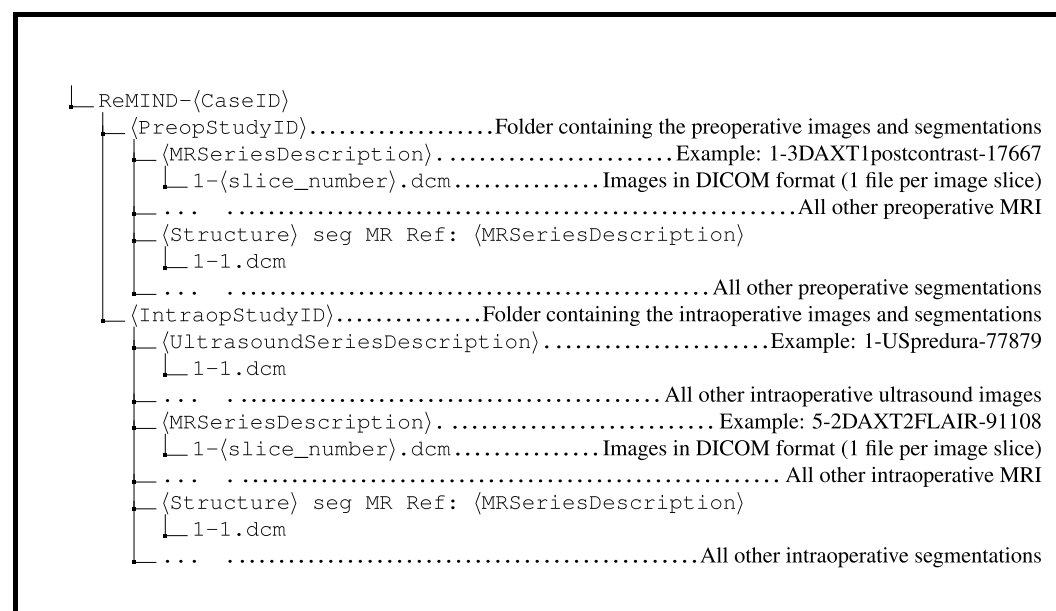 ReMIND-⟨CaseID⟩
⟨PreopStudyID⟩..................Folder containing the preoperative images and segmentations
⟨MRSeriesDescription⟩........................Example: 1-3DAXT1postcontrast-17667
1-⟨slice_number⟩.dcm..............Images in DICOM format (1 file per image slice)
... .........................................................All other preoperative MRI
⟨Structure⟩ seg MR Ref: ⟨MRSeriesDescription⟩
1-1.dcm
... ................................................All other preoperative segmentations
⟨IntraopStudyID⟩..............Folder containing the intraoperative images and segmentations
⟨UltrasoundSeriesDescription⟩.......................Example: 1-USpredura-77879
1-1.dcm
... ...........................................All other intraoperative ultrasound images
⟨MRSeriesDescription⟩............................Example: 5-2DAXT2FLAIR-91108
1-⟨slice_number⟩.dcm..............Images in DICOM format (1 file per image slice)
... .......................................................All other intraoperative MRI
⟨Structure⟩ seg MR Ref: ⟨MRSeriesDescription⟩
1-1.dcm
... ...............................................All other intraoperative segmentations